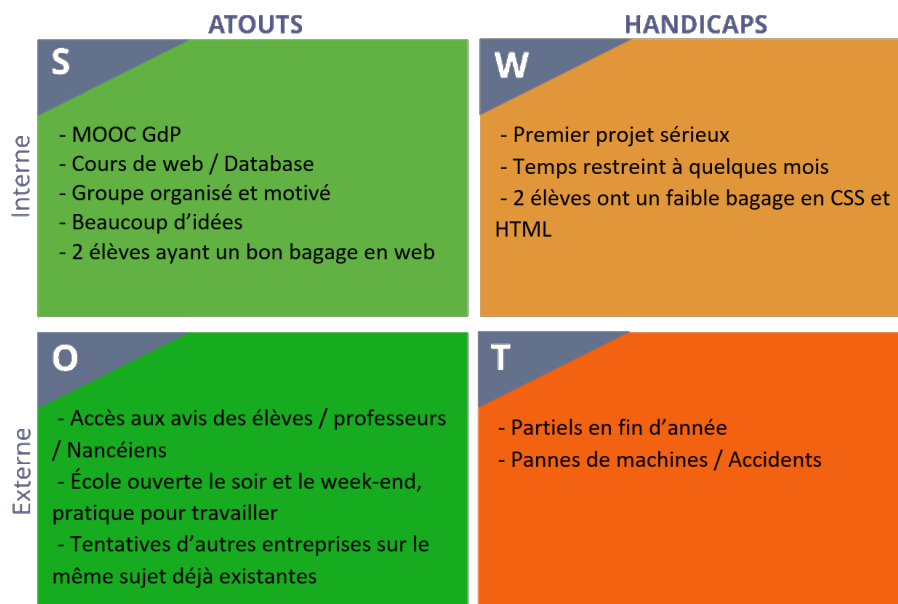 ATOUTS
HANDICAPS
Interne
S
- MOOC GdP
- Cours de web / Database
- Groupe organisé et motivé
- Beaucoup d'idées
- 2 élèves ayant un bon bagage en web
W
- Premier projet sérieux
- Temps restreint à quelques mois
- 2 élèves ont un faible bagage en CSS et
HTML
Externe
O
- Accès aux avis des élèves / professeurs
/ Nancéiens
- École ouverte le soir et le week-end,
pratique pour travailler
- Tentatives d'autres entreprises sur le
même sujet déjà existantes
T
- Partiels en fin d'année
- Pannes de machines / Accidents